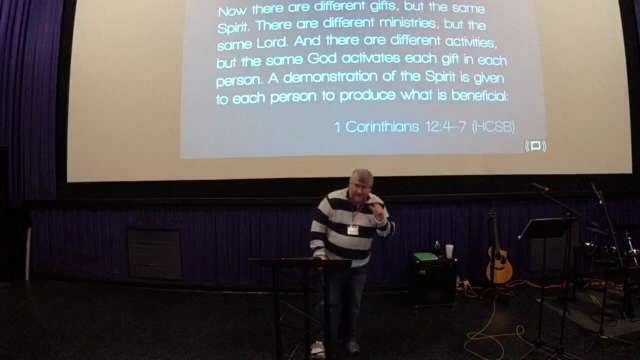 Now there are different gifts, but the same
Spirit. There are different ministries, but the
same Lord. And there are different activities,
but the same God activates each gift in each
person. A demonstration of the Spirit is given
to each person to produce what is beneficial:
1 Corinthians 12:4–7 (HCSB)